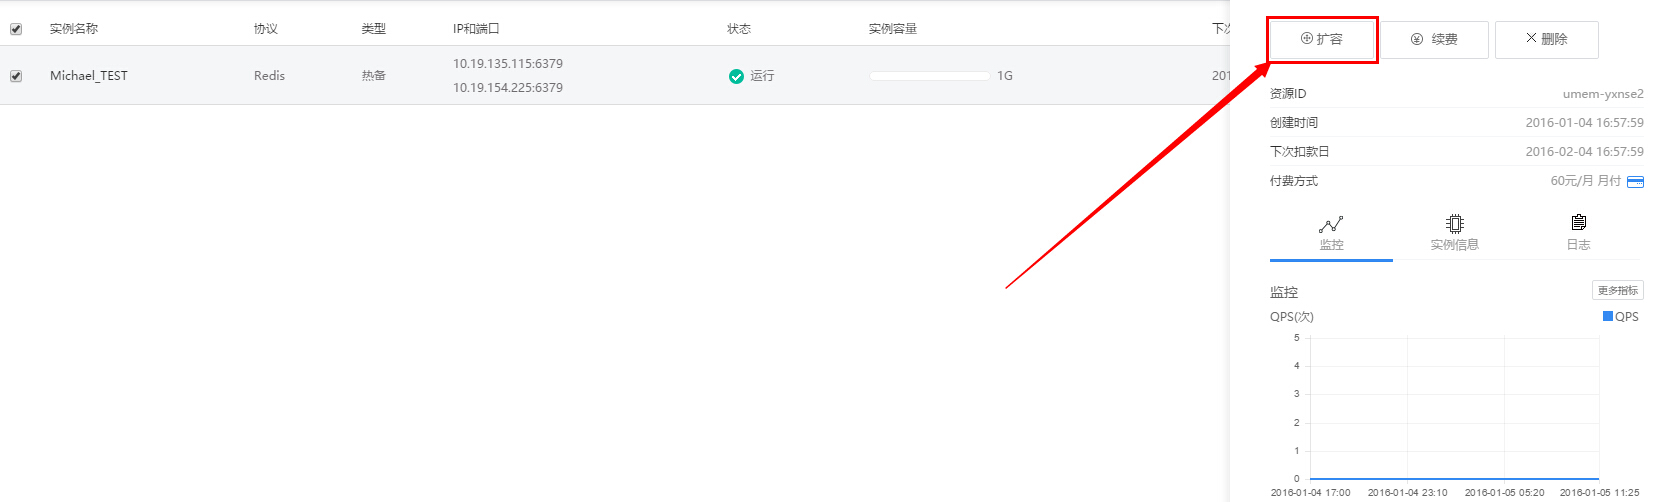 实例名称 协议 类型 IP和端口 状态 实例容量 下次
Michael_TEST Redis 热备 10.19.135.115:6379 运行 1G 201
10.19.154.225:6379
扩容 续费 删除
资源ID umem-yxnse2
创建时间 2016-01-04 16:57:59
下次扣款日 2016-02-04 16:57:59
付费方式 60元/月 月付
监控 实例信息 日志
监控 更多指标
QPS(次) QPS
5
4
3
2
1
0
2016-01-04 17:00 2016-01-04 23:10 2016-01-05 05:20 2016-01-05 11:25